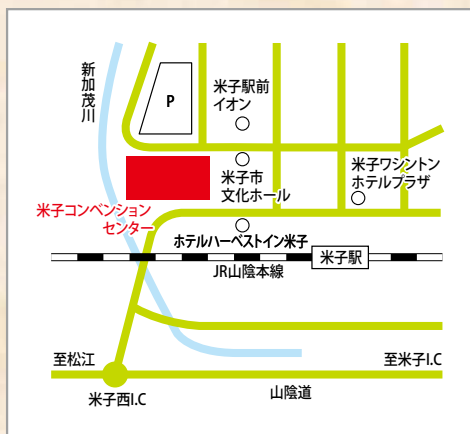 新加茂川
P
米子駅前
イオン
米子市
文化ホール
米子ワシントン
ホテルプラザ
米子コンベンション
センター
ホテルハーベストイン米子
米子駅
JR山陰本線
至松江
至米子I.C
米子西I.C
山陰道